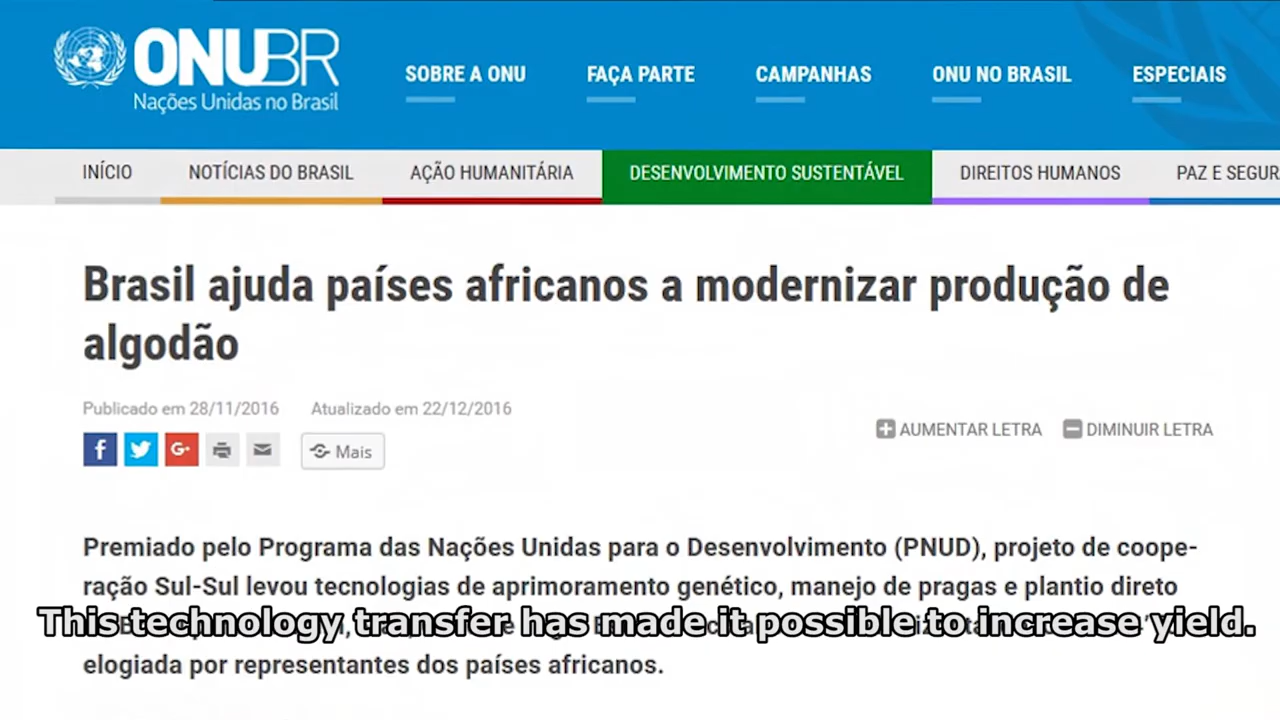 ONUBR
Nações Unidas no Brasil
SOBRE A ONU
FAÇA PARTE
CAMPANHAS
ONU NO BRASIL
ESPECIAIS
INÍCIO
NOTÍCIAS DO BRASIL
AÇÃO HUMANITÁRIA
DESENVOLVIMENTO SUSTENTÁVEL
DIREITOS HUMANOS
PAZ E SEGUR
Brasil ajuda países africanos a modernizar produção de
algodão
Publicado em 28/11/2016 Atualizado em 22/12/2016
Mais
AUMENTAR LETRA
DIMINUIR LETRA
Premiado pelo Programa das Nações Unidas para o Desenvolvimento (PNUD), projeto de coope-
ração Sul-Sul levou tecnologias de aprimoramento genético, manejo de pragas e plantio direto
This technology transfer has made it possible to increase yield.
elogiada por representantes dos países africanos.